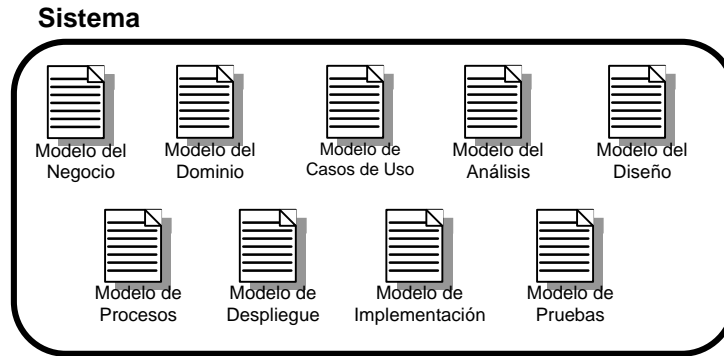 Sistema
Modelo del
Negocio
Modelo del
Dominio
Modelo de
Casos de Uso
Modelo del
Análisis
Modelo del
Diseño
Modelo de
Procesos
Modelo de
Despliegue
Modelo de
Implementación
Modelo de
Pruebas